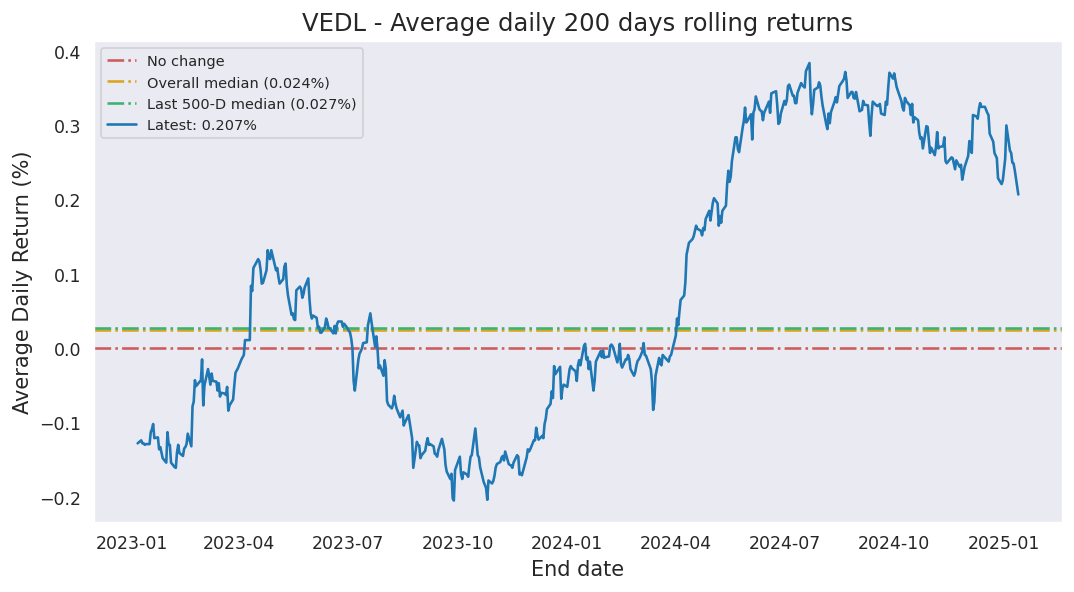 VEDL - Average daily 200 days rolling returns
No change
Overall median (0.024%)
Last 500-D median (0.027%)
Latest: 0.207%
Average Daily Return (%)
0.4
0.3
0.2
0.1
0.0
−0.1
−0.2
2023-01 2023-04 2023-07 2023-10 2024-01 2024-04 2024-07 2024-10 2025-01
End date